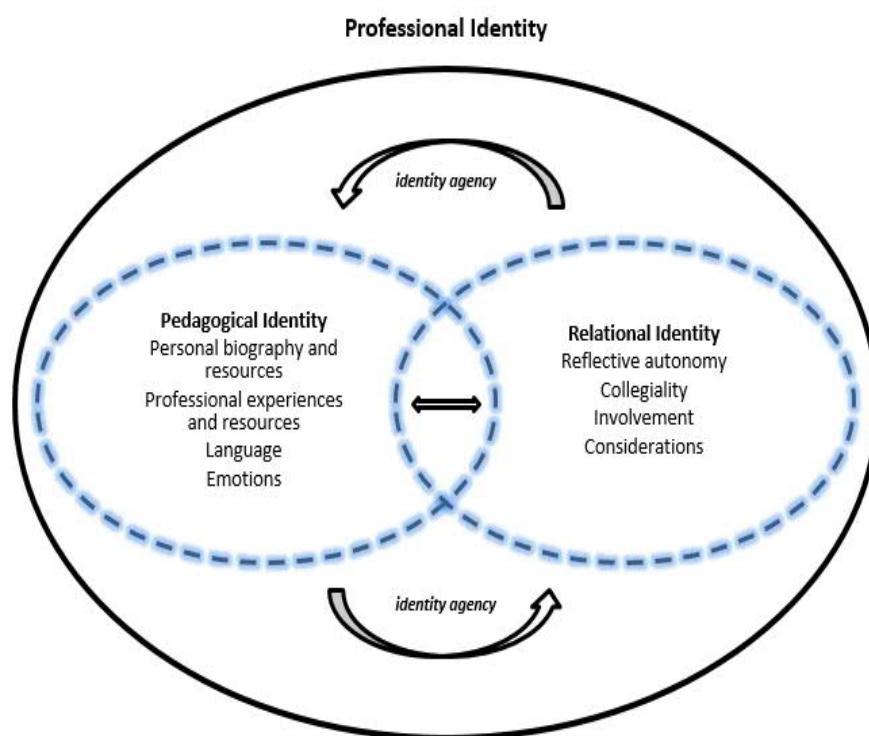 Professional Identity
identity agency
Pedagogical Identity
Personal biography and
resources
Professional experiences
and resources
Language
Emotions
Relational Identity
Reflective autonomy
Collegiality
Involvement
Considerations
identity agency